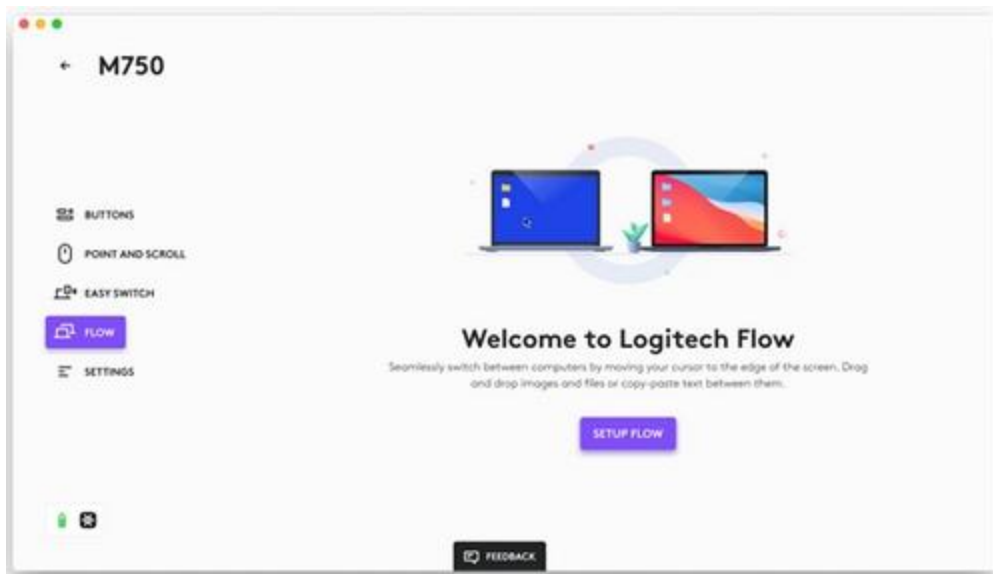 M750
BUTTONS
POINT AND SCROLL
EASY SWITCH
FLOW
SETTINGS
Welcome to Logitech Flow
Seamlessly switch between computers by moving your cursor to the edge of the screen. Drag
and drop images and files or copy-paste text between them.
SETUP FLOW
FEEDBACK